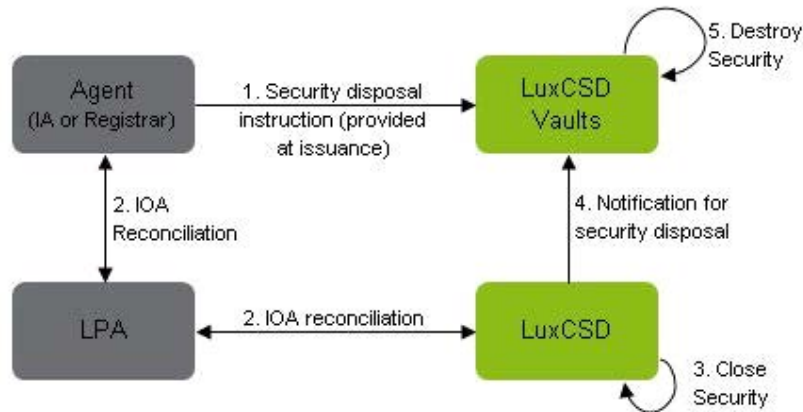 5. Destroy
Security
Agent
(IA or Registrar)
1. Security disposal
instruction (provided
at issuance)
LuxCSD
Vaults
2. IOA
Reconciliation
4. Notification for
security disposal
LPA
2. IOA reconciliation
LuxCSD
3. Close
Security